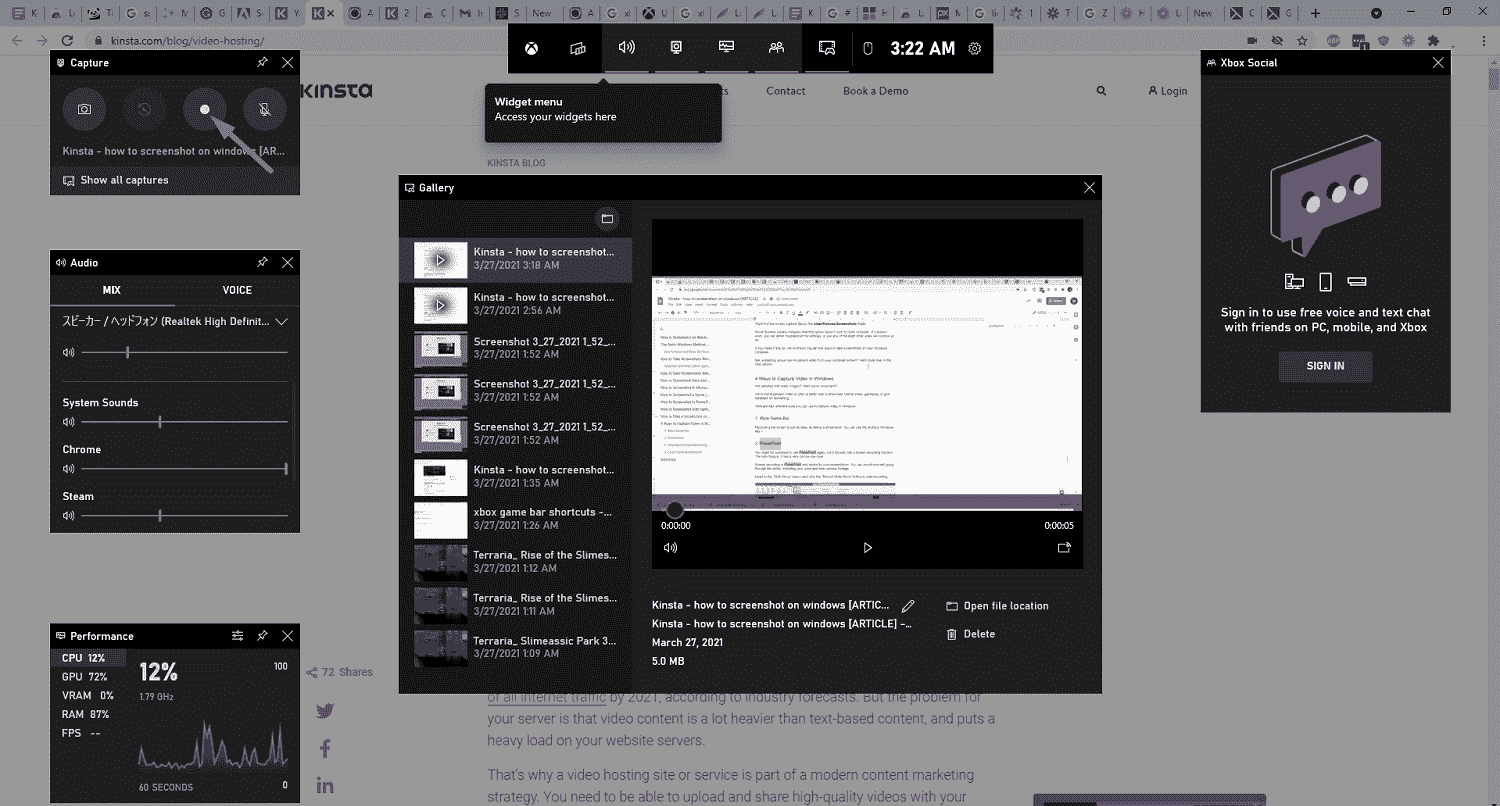 kinsta.com/blog/video-hosting/
3:22 AM
Capture
Kinsta - how to screenshot on windows [AR...
Show all captures
Widget menu
Access your widgets here
KINSTA
Contact
Book a Demo
Login
KINSTA BLOG
Xbox Social
Sign in to use free voice and text chat
with friends on PC, mobile, and Xbox
SIGN IN
Audio
MIX
VOICE
スピーカー / ヘッドフォン (Realtek High Definit...
System Sounds
Chrome
Steam
Gallery
Kinsta - how to screenshot...
3/27/2021 3:18 AM
Kinsta - how to screenshot...
3/27/2021 2:56 AM
Screenshot 3_27_2021 1_52_...
3/27/2021 1:52 AM
Screenshot 3_27_2021 1_52_...
3/27/2021 1:52 AM
Screenshot 3_27_2021 1_52_...
3/27/2021 1:52 AM
Kinsta - how to screenshot...
3/27/2021 1:35 AM
xbox game bar shortcuts -...
3/27/2021 1:26 AM
Terraria_ Rise of the Slimes...
3/27/2021 1:12 AM
Terraria_ Rise of the Slimes...
3/27/2021 1:11 AM
Terraria_ Slimeassic Park 3...
3/27/2021 1:09 AM
0:00:00
0:00:05
Kinsta - how to screenshot on windows [ARTIC...
Kinsta - how to screenshot on windows [ARTICLE] -...
March 27, 2021
5.0 MB
Open file location
Delete
Performance
CPU 12%
GPU 72%
VRAM 0%
RAM 87%
FPS --
12%
1.79 GHz
100
60 SECONDS
0
72 Shares
of all internet traffic by 2021, according to industry forecasts. But the problem for
your server is that video content is a lot heavier than text-based content, and puts a
heavy load on your website servers.
That's why a video hosting site or service is part of a modern content marketing
strategy. You need to be able to upload and share high-quality videos with your